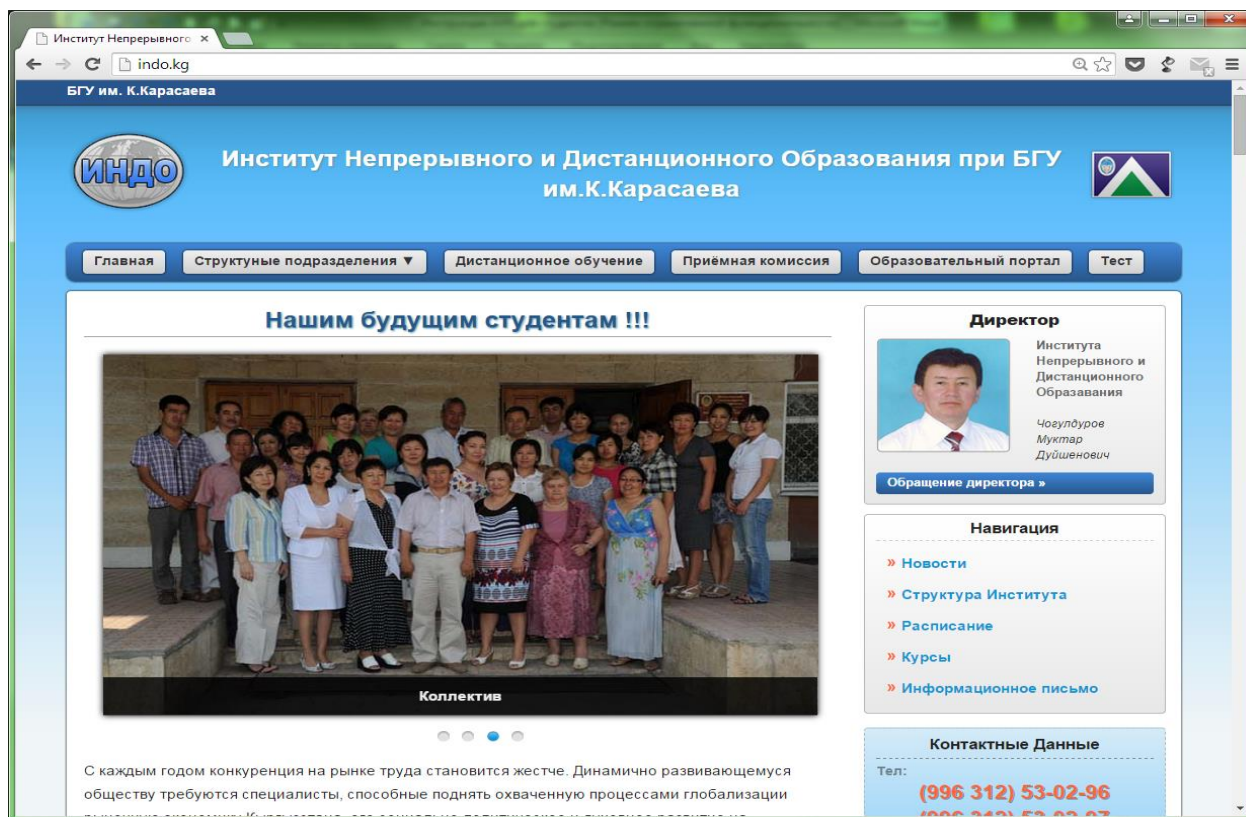 Институт Непрерывного
indo.kg
БГУ им. К.Карасаева
ИНДО
Институт Непрерывного и Дистанционного Образования при БГУ
им.К.Карасаева
Главная
Структуные подразделения ▼
Дистанционное обучение
Приёмная комиссия
Образовательный портал
Тест
Нашим будущим студентам !!!
Коллектив
С каждым годом конкуренция на рынке труда становится жестче. Динамично развивающемуся
обществу требуются специалисты, способные поднять охваченную процессами глобализации
Директор
Института
Непрерывного и
Дистанционного
Образавания
Чогулдуров
Муктар
Дуйшенович
Обращение директора »
Навигация
» Новости
» Структура Института
» Расписание
» Курсы
» Информационное письмо
Контактные Данные
Тел:
(996 312) 53-02-96